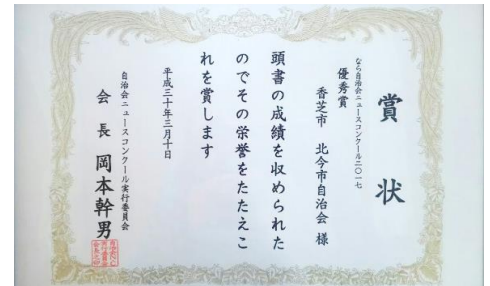 賞状
なら自治会ニュースコンクール二〇一七
優秀賞
香芝市 北今市自治会 様
頭書の成績を収められた
のでその栄誉をたたえこ
れを賞します
平成三十年三月十日
自治会ニュースコンクール実行委員会
会長 岡本幹男